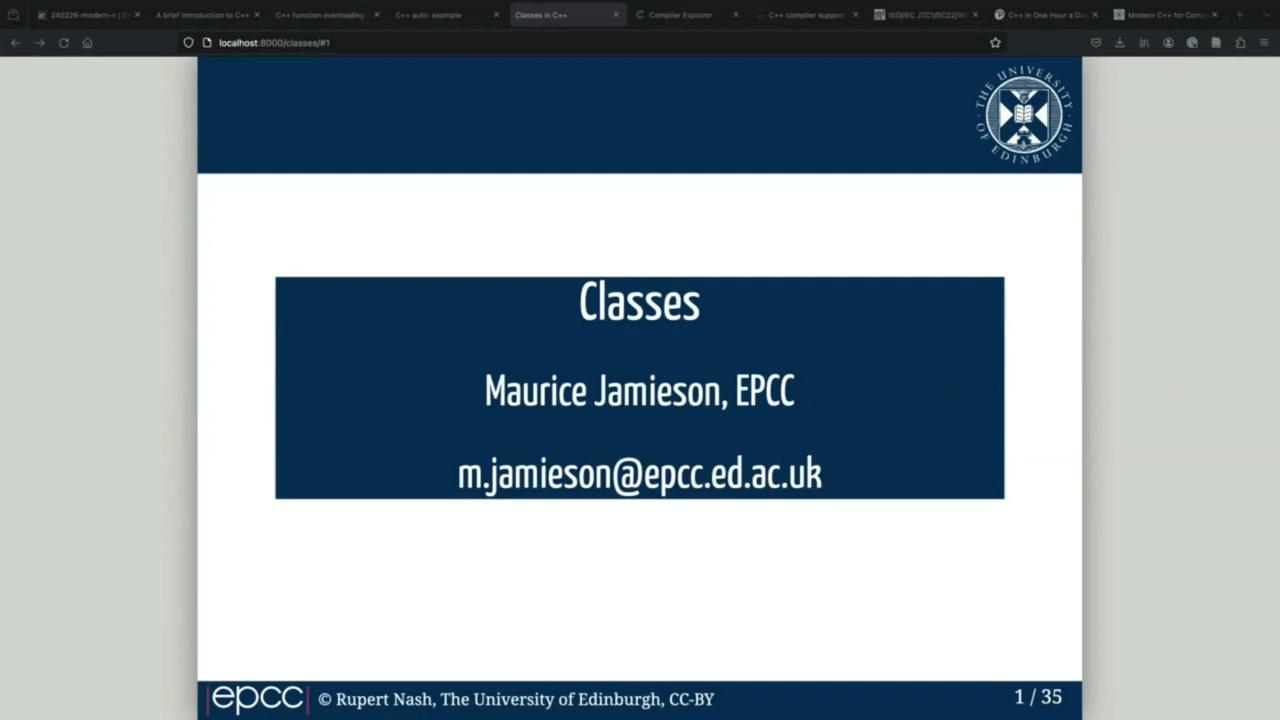 240226-modern-c | E
A brief introduction to C++
C++ function overloading
C++ auto: example
Classes in C++
Compiler Explorer
C++ compiler support
ISO/IEC JTC1/SC22/W
C++ in One Hour a Da
Modern C++ for Comp
localhost:8000/classes/#1
THE UNIVERSITY OF EDINBURGH
Classes
Maurice Jamieson, EPCC
m.jamieson@epcc.ed.ac.uk
epcc
© Rupert Nash, The University of Edinburgh, CC-BY
1 / 35